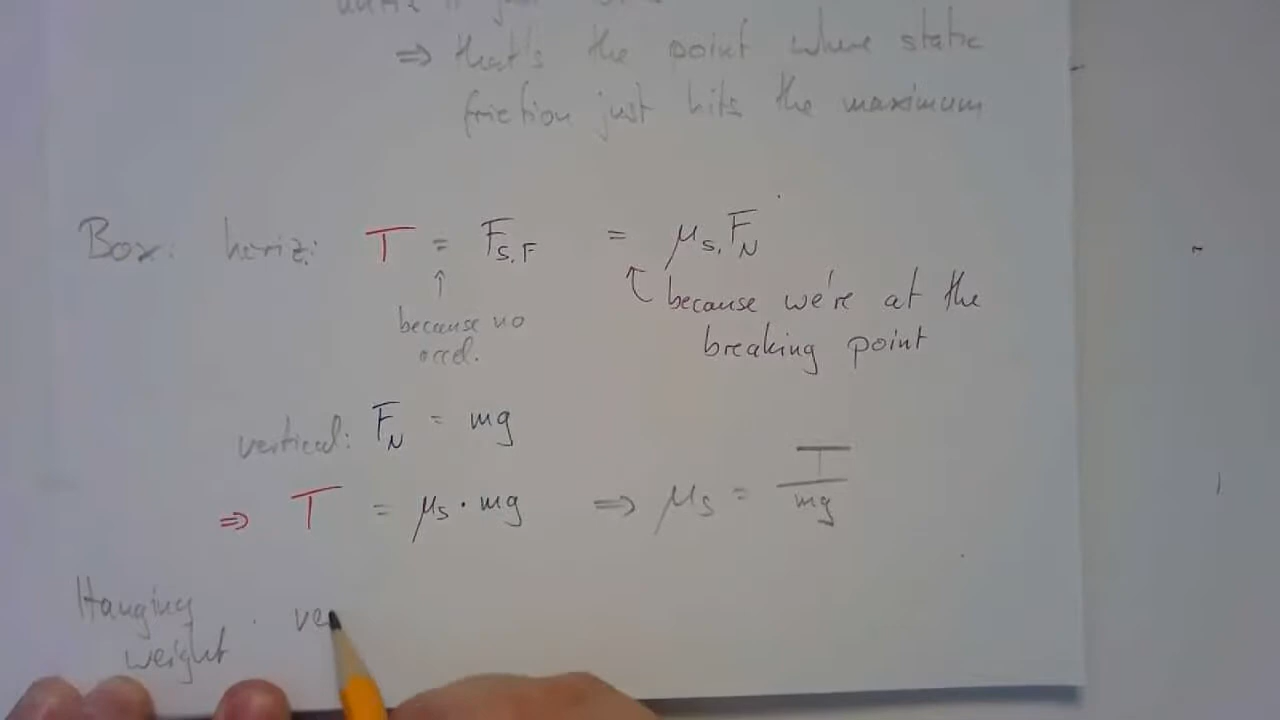 ⇒ that's the point where static
friction just hits the maximum
Box: horiz: T = F_S,F = μ_s · F_N
↑ because no accel.
↖ because we're at the
breaking point
vertical: F_N = mg
⇒ T = μ_s · mg ⇒ μ_s = T/mg
Hanging
weight : ve